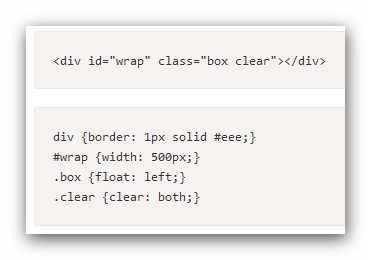 <div id="wrap" class="box clear"></div>
div {border: 1px solid #eee;}
#wrap {width: 500px;}
.box {float: left;}
.clear {clear: both;}